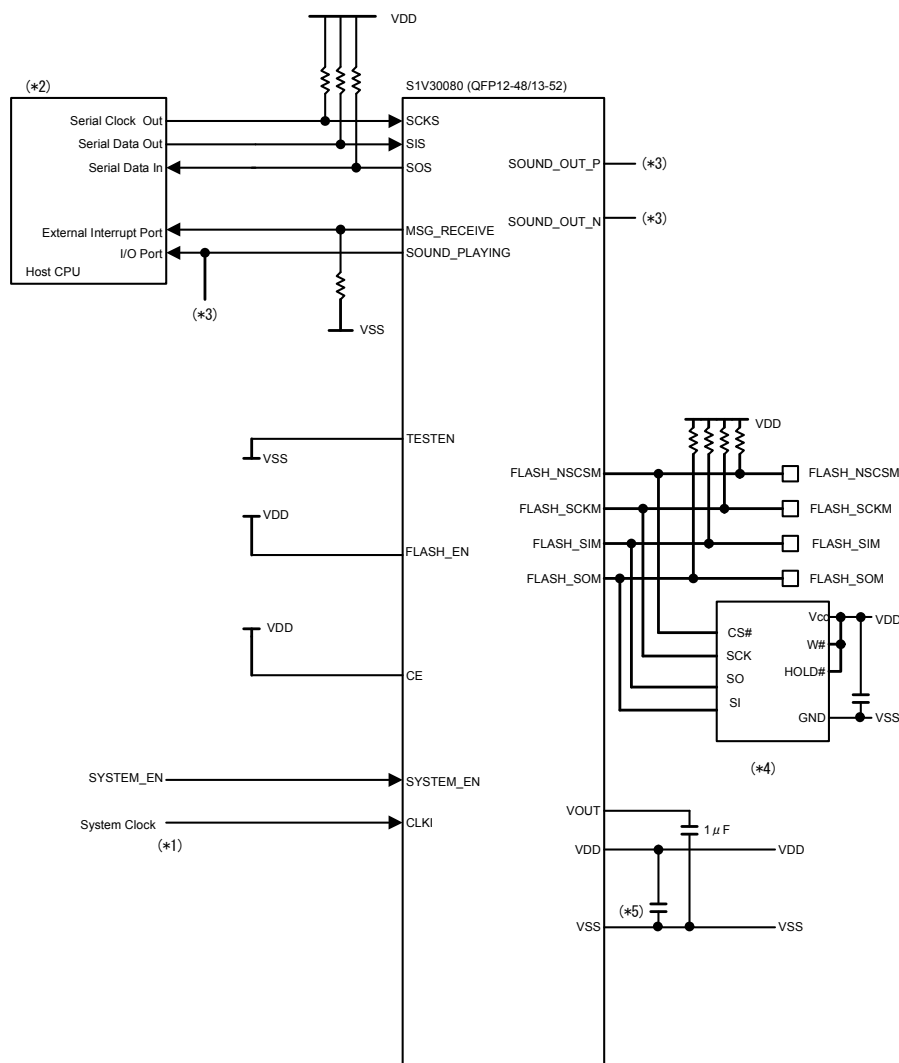 VDD
(*2)
S1V30080 (QFP12-48/13-52)
Serial Clock Out
SCKS
Serial Data Out
SIS
Serial Data In
SOS
SOUND_OUT_P
(*3)
SOUND_OUT_N
(*3)
External Interrupt Port
MSG_RECEIVE
I/O Port
SOUND_PLAYING
Host CPU
(*3)
VSS
TESTEN
VSS
VDD
FLASH_NSCSM
FLASH_NSCSM
VDD
FLASH_SCKM
FLASH_SCKM
FLASH_EN
FLASH_SIM
FLASH_SIM
FLASH_SOM
FLASH_SOM
VDD
CE
CS#
Vcc
VDD
W#
SCK
HOLD#
SO
SI
GND
VSS
(*4)
SYSTEM_EN
SYSTEM_EN
System Clock
CLKI
(*1)
VOUT
1μF
VDD
VDD
(*5)
VSS
VSS